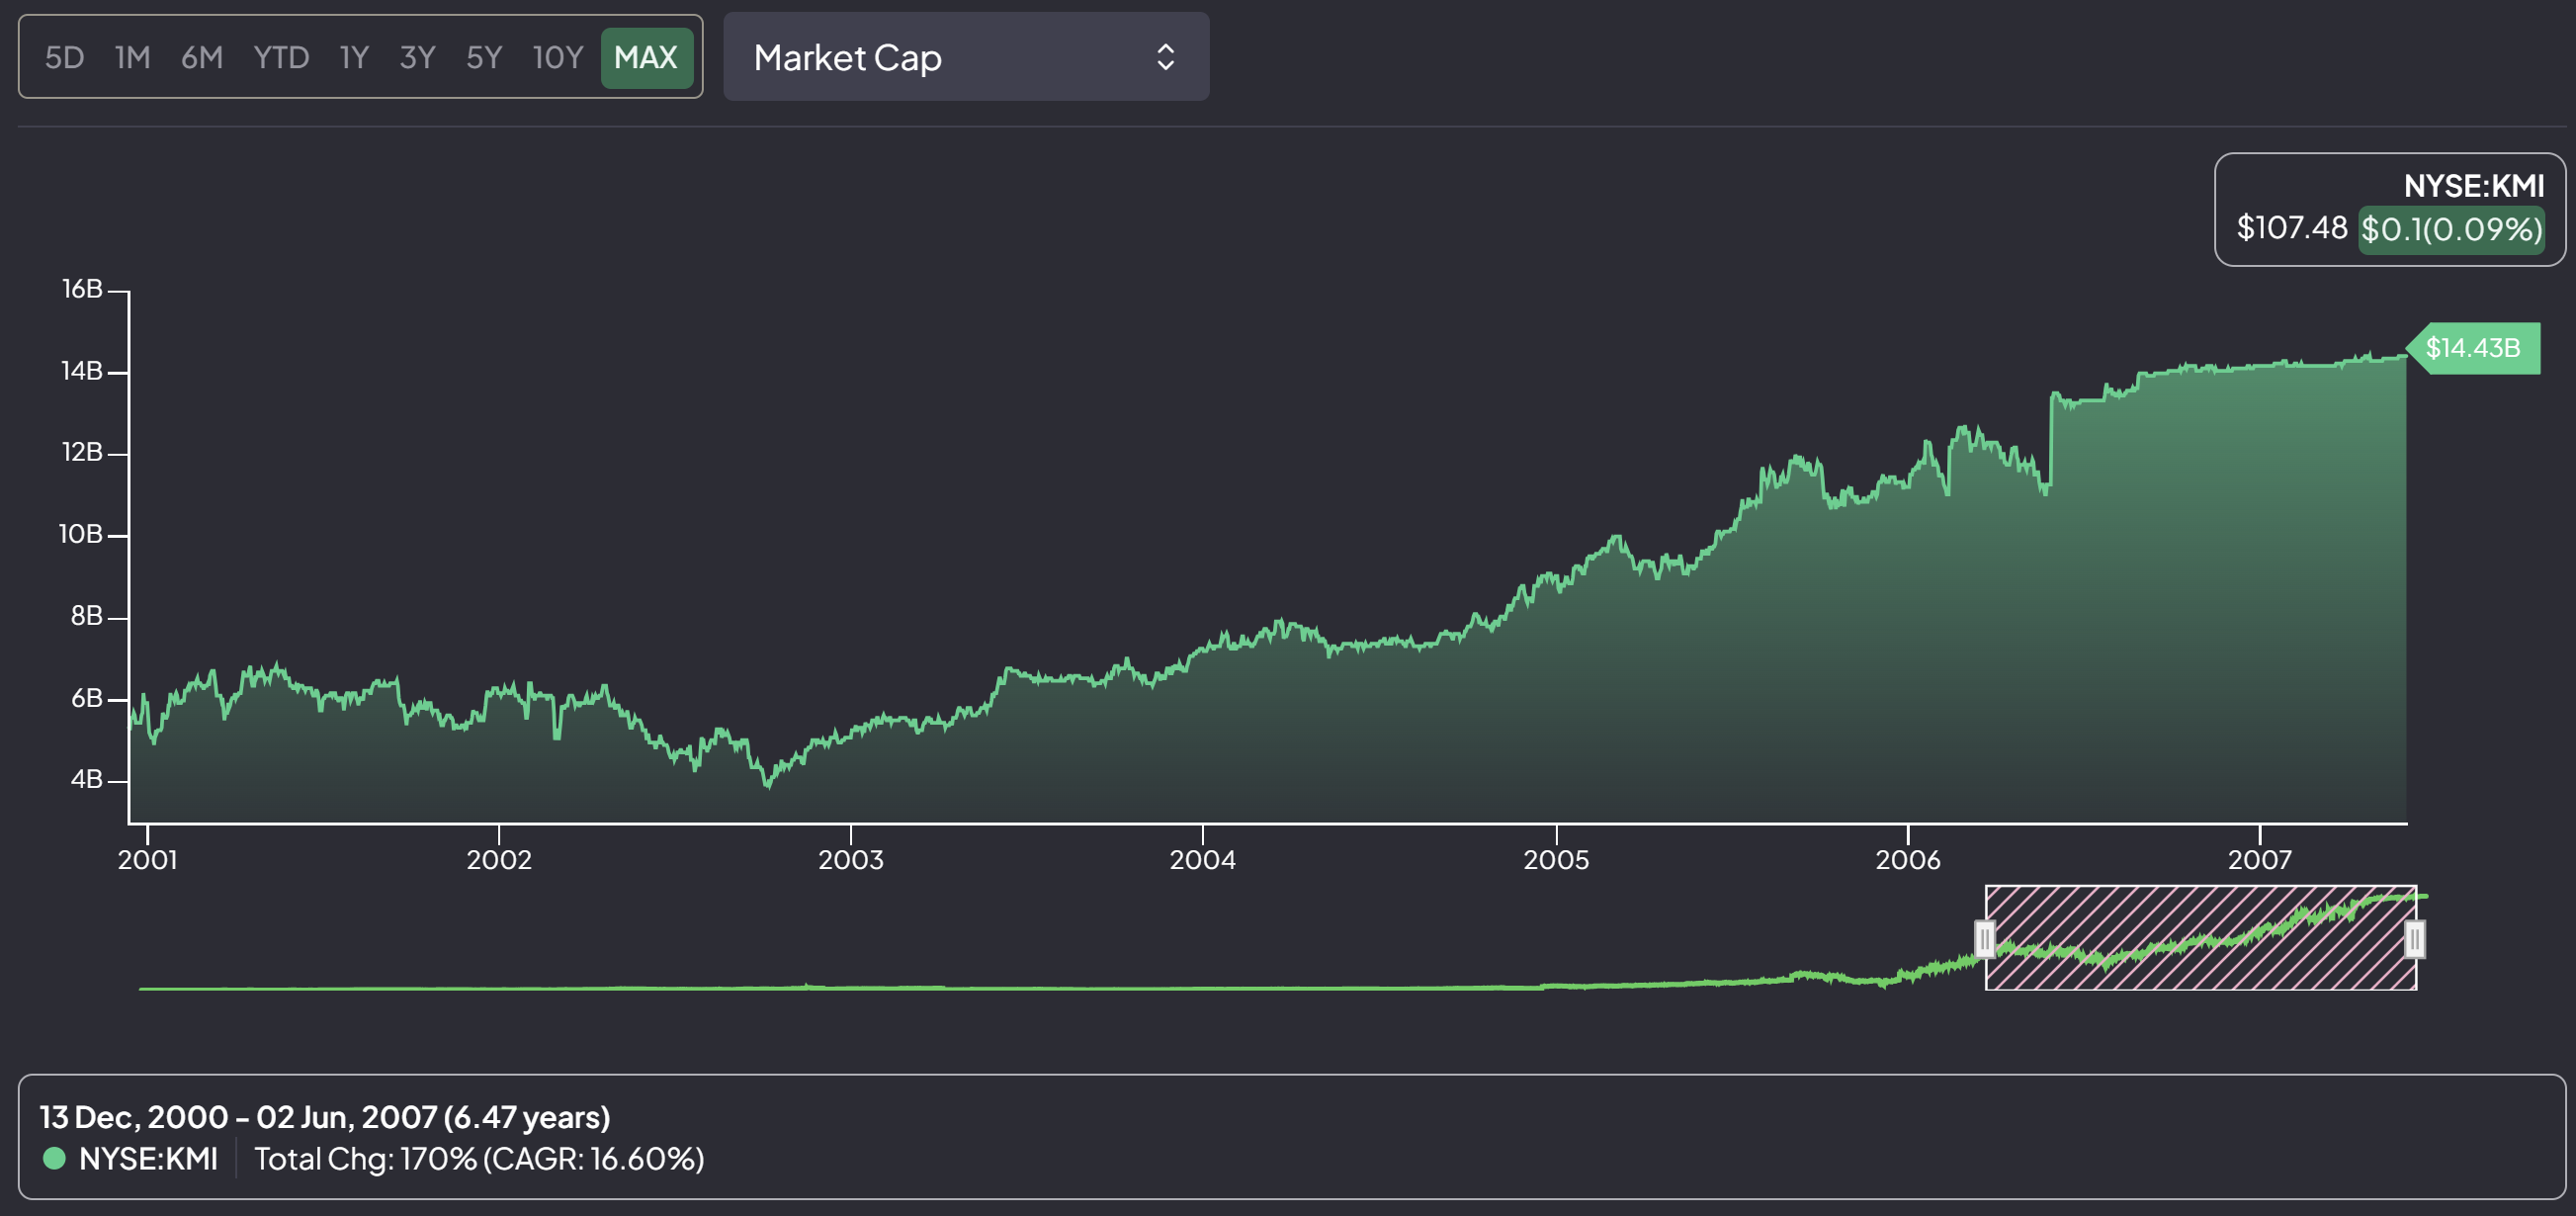 5D 1M 6M YTD 1Y 3Y 5Y 10Y MAX Market Cap
NYSE:KMI
$107.48 $0.1(0.09%)
16B
$14.43B
14B
12B
10B
8B
6B
4B
2001 2002 2003 2004 2005 2006 2007
13 Dec, 2000 - 02 Jun, 2007 (6.47 years)
NYSE:KMI Total Chg: 170% (CAGR: 16.60%)